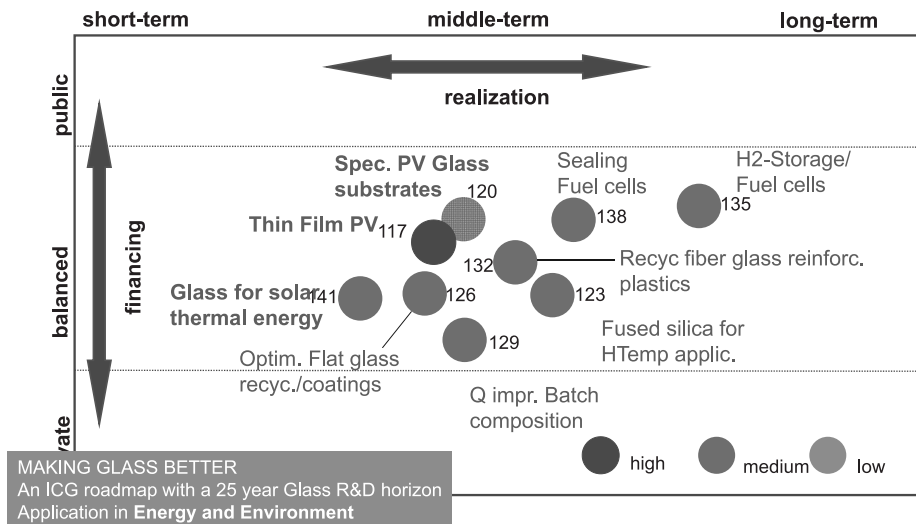 short-term middle-term long-term
public
realization
Spec. PV Glass
substrates
120
Sealing
Fuel cells
138
H2-Storage/
Fuel cells
135
Thin Film PV
117
132
Recyc fiber glass reinforc.
plastics
balanced
financing
Glass for solar
thermal energy
141
126
123
129
Optim. Flat glass
recyc./coatings
Fused silica for
HTemp applic.
Q impr. Batch
composition
high medium low
vate
MAKING GLASS BETTER
An ICG roadmap with a 25 year Glass R&D horizon
Application in Energy and Environment